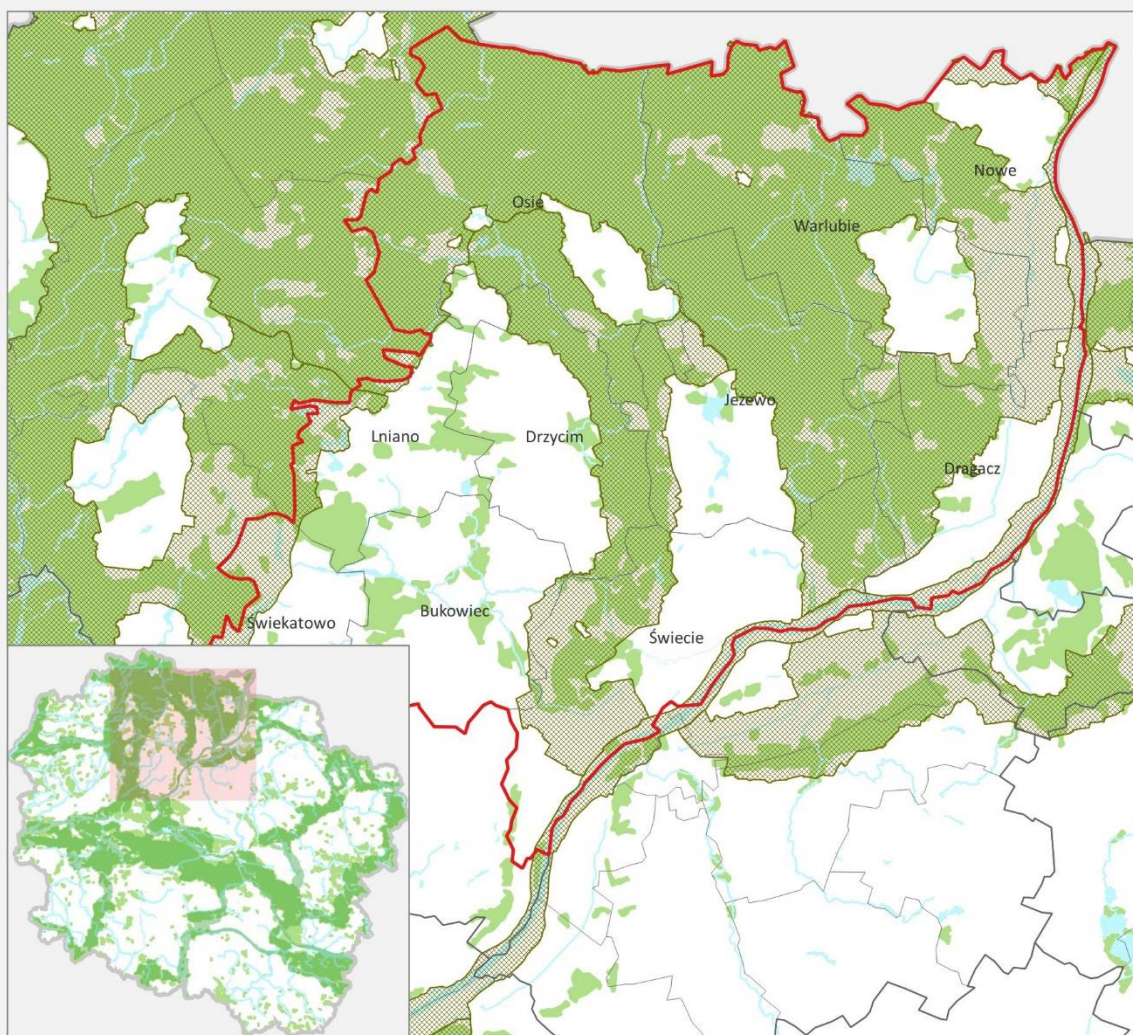 Nowe
Osie
Warlubie
Jeżewo
Lniano
Drzycim
Dragacz
Bukowiec
Świekatowo
Świecie